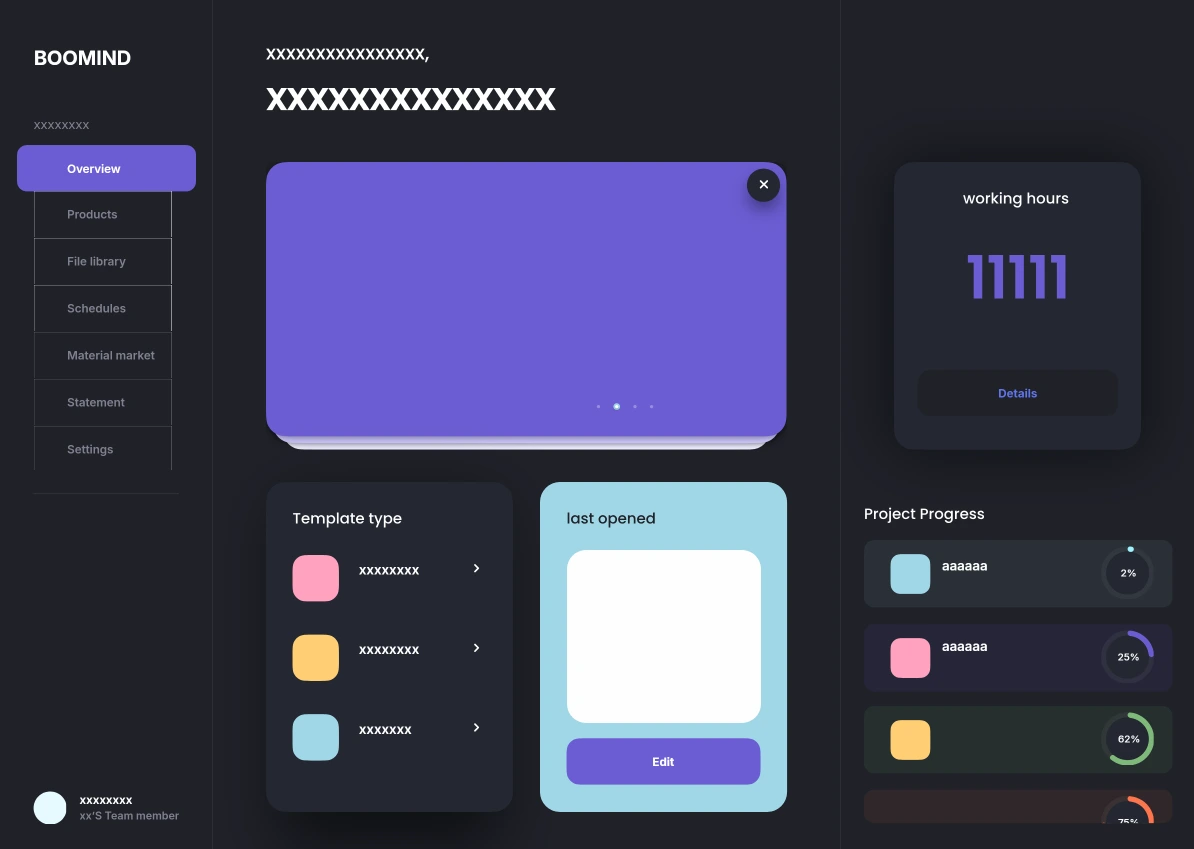 BOOMIND
xxxxxxxx
Overview
Products
File library
Schedules
Material market
Statement
Settings
xxxxxxxx
xx'S Team member
XXXXXXXXXXXXXXXX,
XXXXXXXXXXXXXX
Template type
xxxxxxxx
xxxxxxxx
xxxxxxx
last opened
Edit
working hours
11111
Details
Project Progress
aaaaaa
2%
aaaaaa
25%
62%
75%